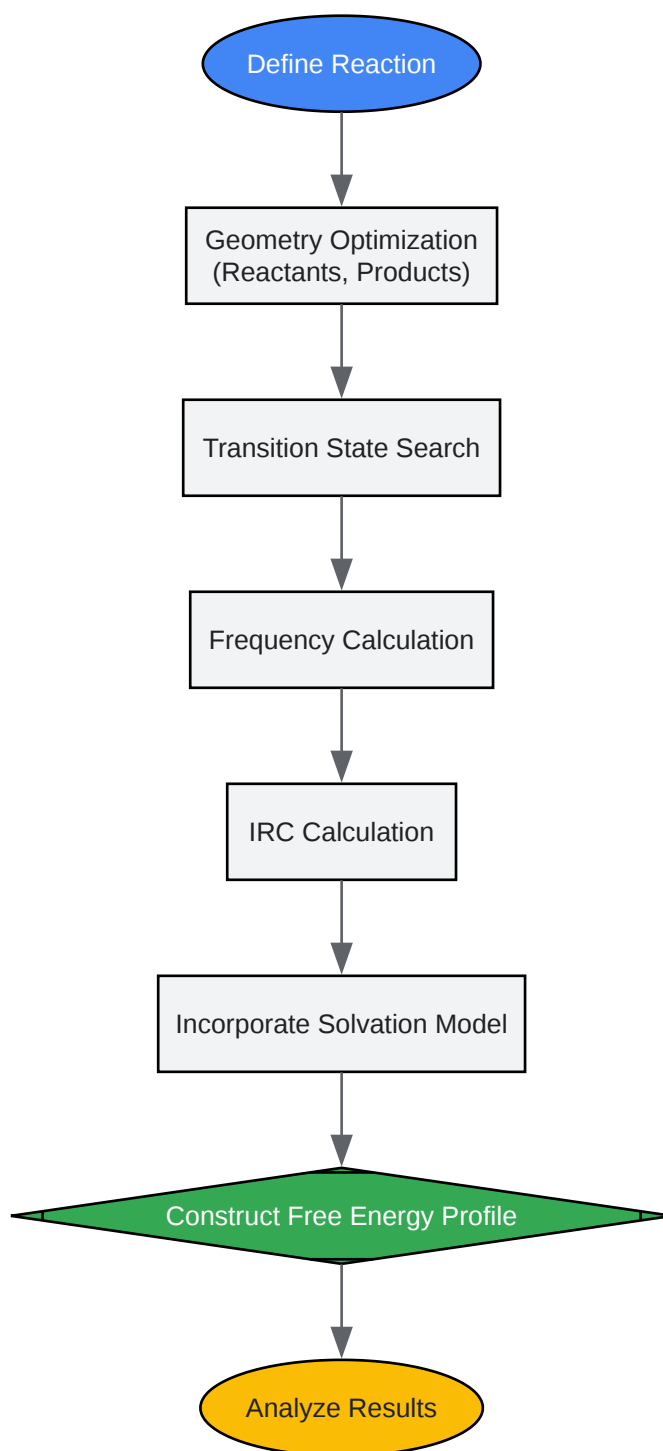 Define Reaction
Geometry Optimization
(Reactants, Products)
Transition State Search
Frequency Calculation
IRC Calculation
Incorporate Solvation Model
Construct Free Energy Profile
Analyze Results